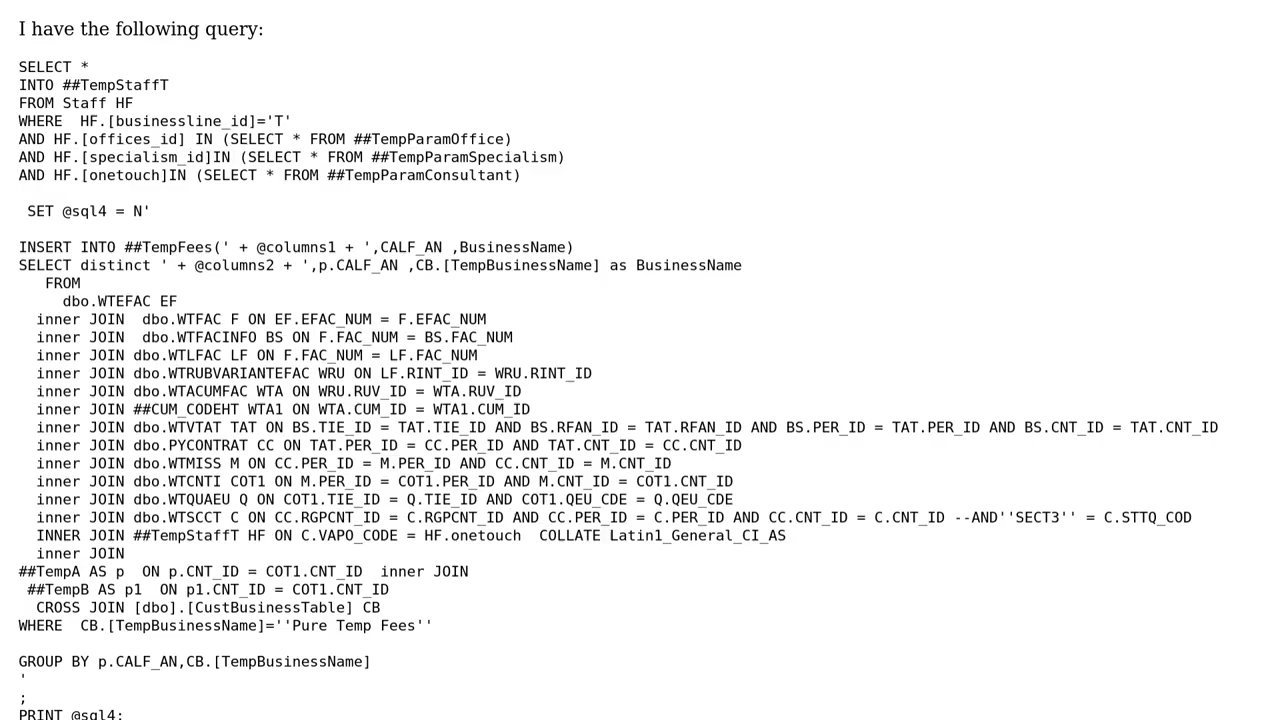 I have the following query:
SELECT *
INTO ##TempStaffT
FROM Staff HF
WHERE  HF.[businessline_id]='T'
AND HF.[offices_id] IN (SELECT * FROM ##TempParamOffice)
AND HF.[specialism_id]IN (SELECT * FROM ##TempParamSpecialism)
AND HF.[onetouch]IN (SELECT * FROM ##TempParamConsultant)
 SET @sql4 = N'
INSERT INTO ##TempFees(' + @columns1 + ',CALF_AN ,BusinessName)
SELECT distinct ' + @columns2 + ',p.CALF_AN ,CB.[TempBusinessName] as BusinessName
   FROM
     dbo.WTEFAC EF
  inner JOIN  dbo.WTFAC F ON EF.EFAC_NUM = F.EFAC_NUM
  inner JOIN  dbo.WTFACINFO BS ON F.FAC_NUM = BS.FAC_NUM
  inner JOIN dbo.WTLFAC LF ON F.FAC_NUM = LF.FAC_NUM
  inner JOIN dbo.WTRUBVARIANTEFAC WRU ON LF.RINT_ID = WRU.RINT_ID
  inner JOIN dbo.WTACUMFAC WTA ON WRU.RUV_ID = WTA.RUV_ID
  inner JOIN ##CUM_CODEHT WTA1 ON WTA.CUM_ID = WTA1.CUM_ID
  inner JOIN dbo.WTVTAT TAT ON BS.TIE_ID = TAT.TIE_ID AND BS.RFAN_ID = TAT.RFAN_ID AND BS.PER_ID = TAT.PER_ID AND BS.CNT_ID = TAT.CNT_ID
  inner JOIN dbo.PYCONTRAT CC ON TAT.PER_ID = CC.PER_ID AND TAT.CNT_ID = CC.CNT_ID
  inner JOIN dbo.WTMISS M ON CC.PER_ID = M.PER_ID AND CC.CNT_ID = M.CNT_ID
  inner JOIN dbo.WTCNTI COT1 ON M.PER_ID = COT1.PER_ID AND M.CNT_ID = COT1.CNT_ID
  inner JOIN dbo.WTQUAEU Q ON COT1.TIE_ID = Q.TIE_ID AND COT1.QEU_CDE = Q.QEU_CDE
  inner JOIN dbo.WTSCCT C ON CC.RGPCNT_ID = C.RGPCNT_ID AND CC.PER_ID = C.PER_ID AND CC.CNT_ID = C.CNT_ID --AND''SECT3'' = C.STTQ_COD
  INNER JOIN ##TempStaffT HF ON C.VAPO_CODE = HF.onetouch  COLLATE Latin1_General_CI_AS
  inner JOIN
##TempA AS p  ON p.CNT_ID = COT1.CNT_ID  inner JOIN
 ##TempB AS p1  ON p1.CNT_ID = COT1.CNT_ID
  CROSS JOIN [dbo].[CustBusinessTable] CB
WHERE  CB.[TempBusinessName]=''Pure Temp Fees''
GROUP BY p.CALF_AN,CB.[TempBusinessName]
'
;
PRINT @sql4;